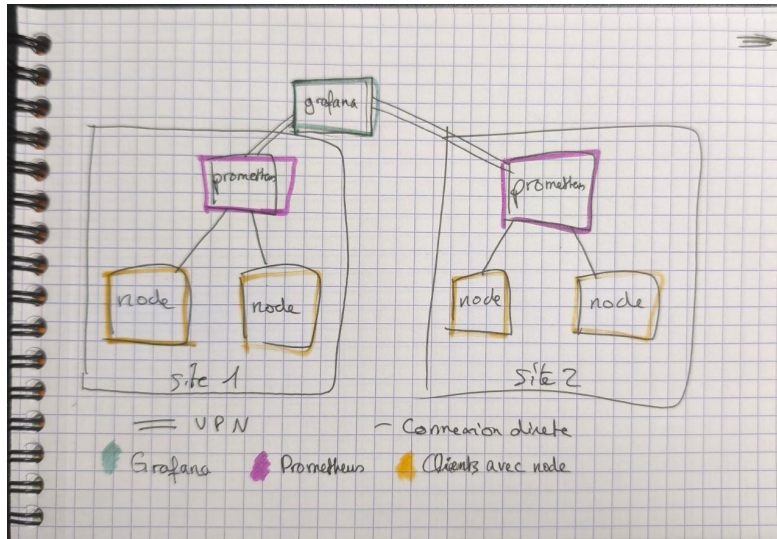 grafana
prometheus
prometheus
node
node
node
node
site 1
site 2
VPN
Connexion directe
Grafana
Prometheus
Clients avec node